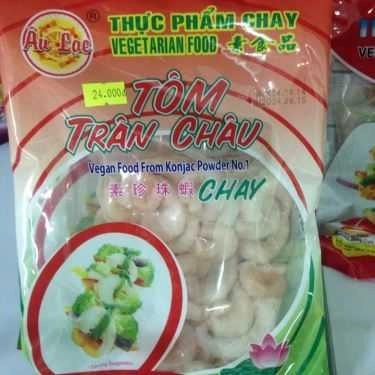 Âu Lạc
THỰC PHẨM CHAY
VEGETARIAN FOOD 素食品
24.000đ
TÔM
TRÂN CHÂU
Vegan Food From Konjac Powder No.1
素珍珠蝦 CHAY